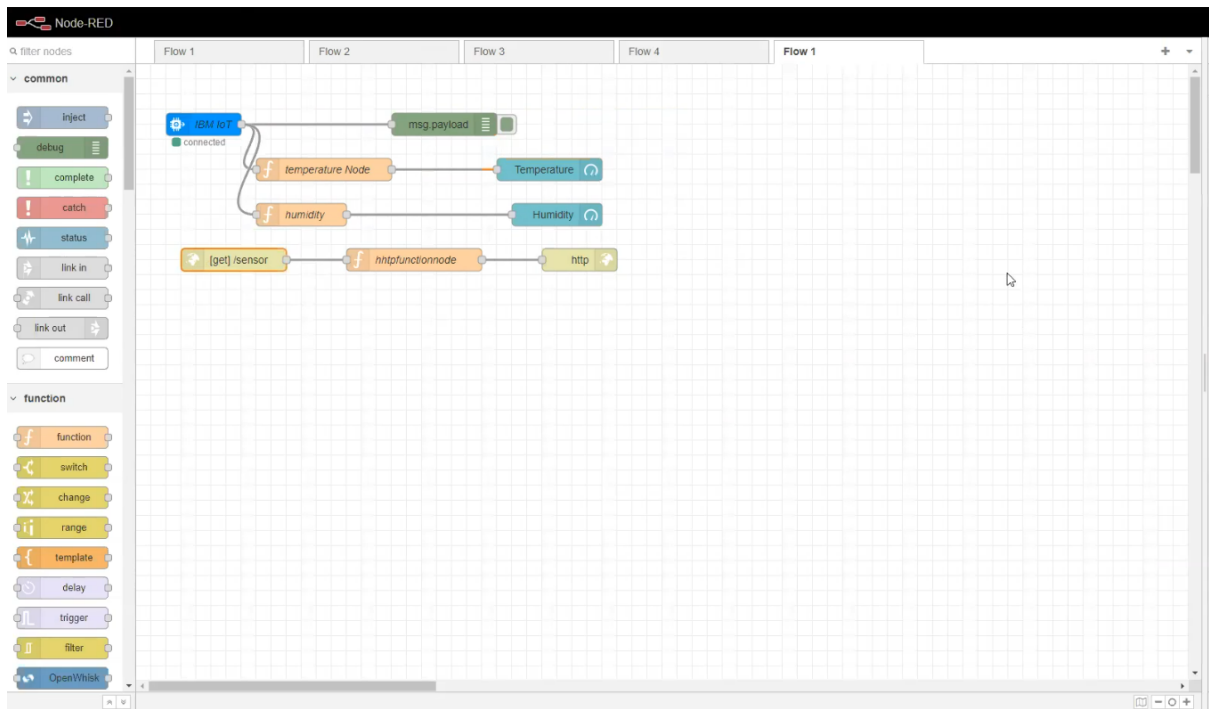 Node-RED
filter nodes
Flow 1
Flow 2
Flow 3
Flow 4
Flow 1
common
inject
debug
complete
catch
status
link in
link call
link out
comment
function
function
switch
change
range
template
delay
trigger
filter
OpenWhisk
IBM IoT
connected
msg.payload
temperature Node
Temperature
humidity
Humidity
[get] /sensor
hhtpfunctionnode
http